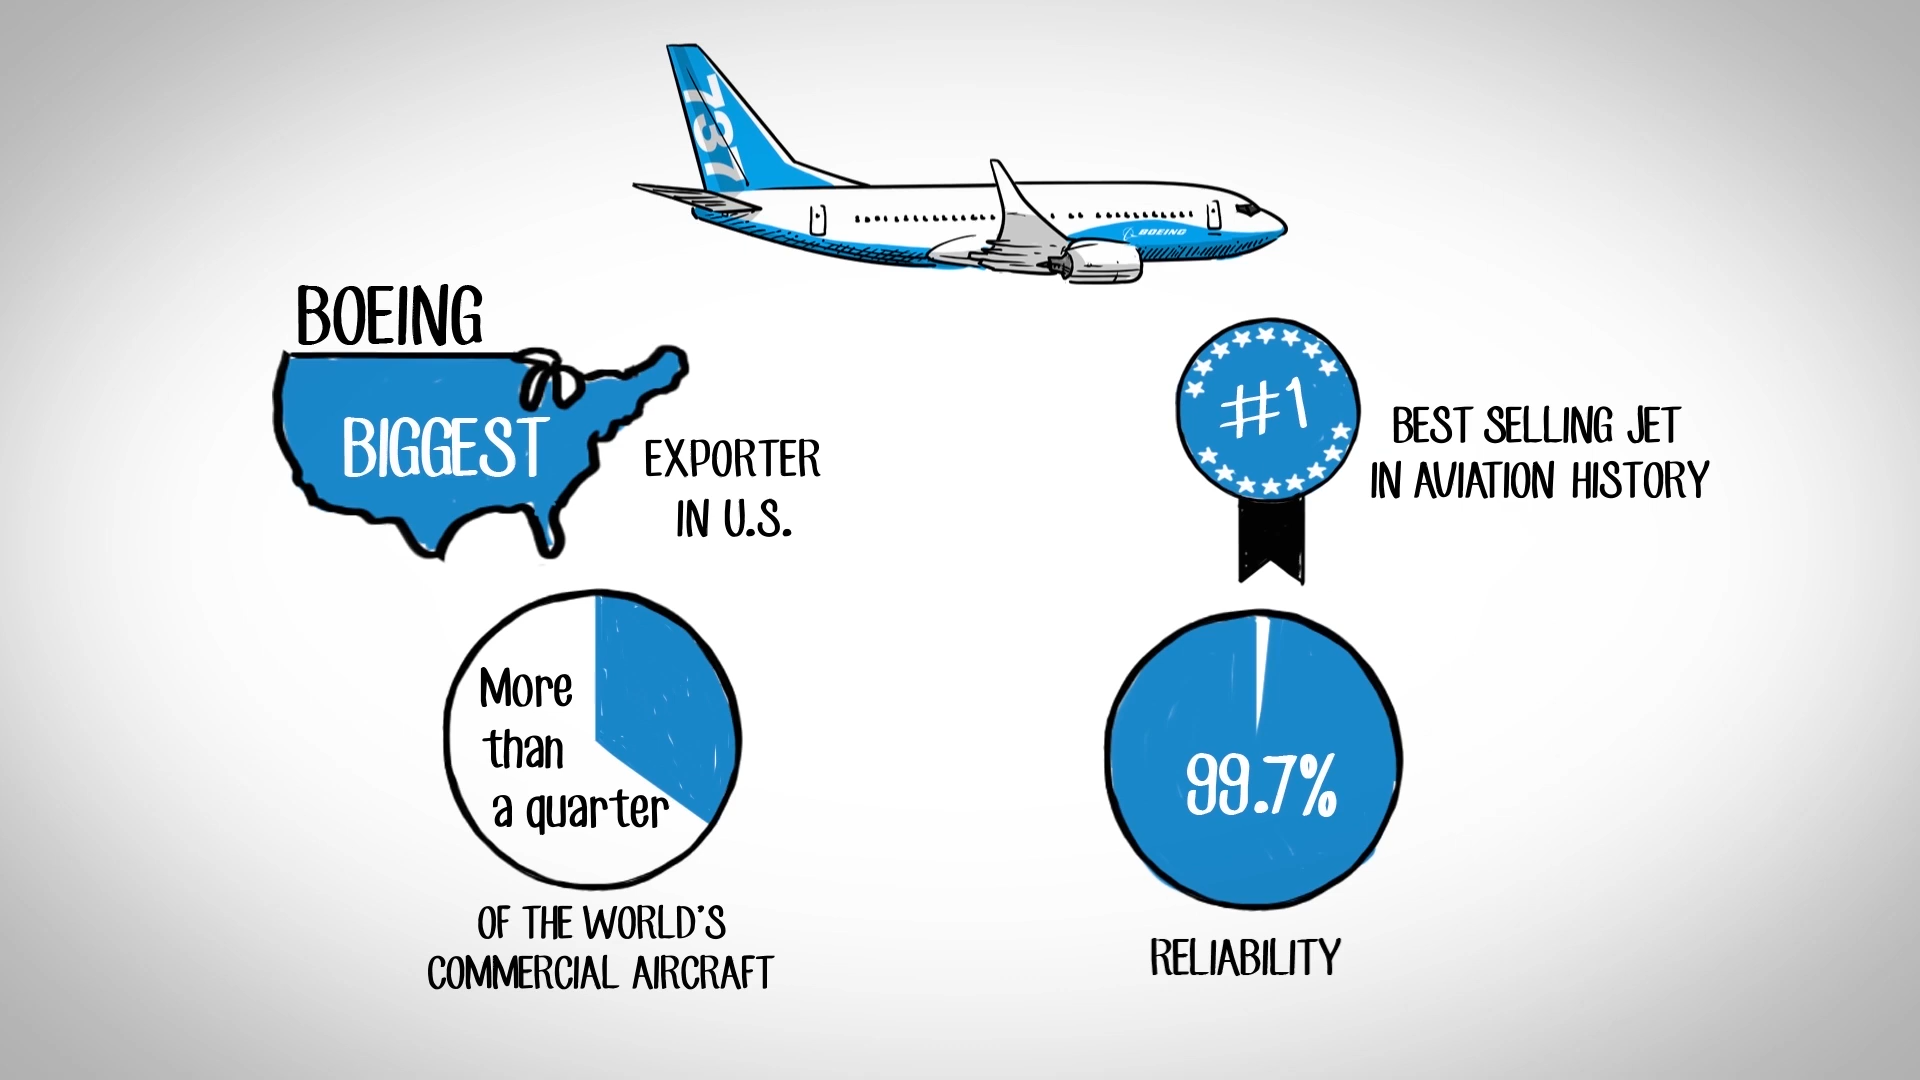 737
BOEING
BOEING
BIGGEST
EXPORTER
IN U.S.
#1
BEST SELLING JET
IN AVIATION HISTORY
More
than
a quarter
OF THE WORLD'S
COMMERCIAL AIRCRAFT
99.7%
RELIABILITY